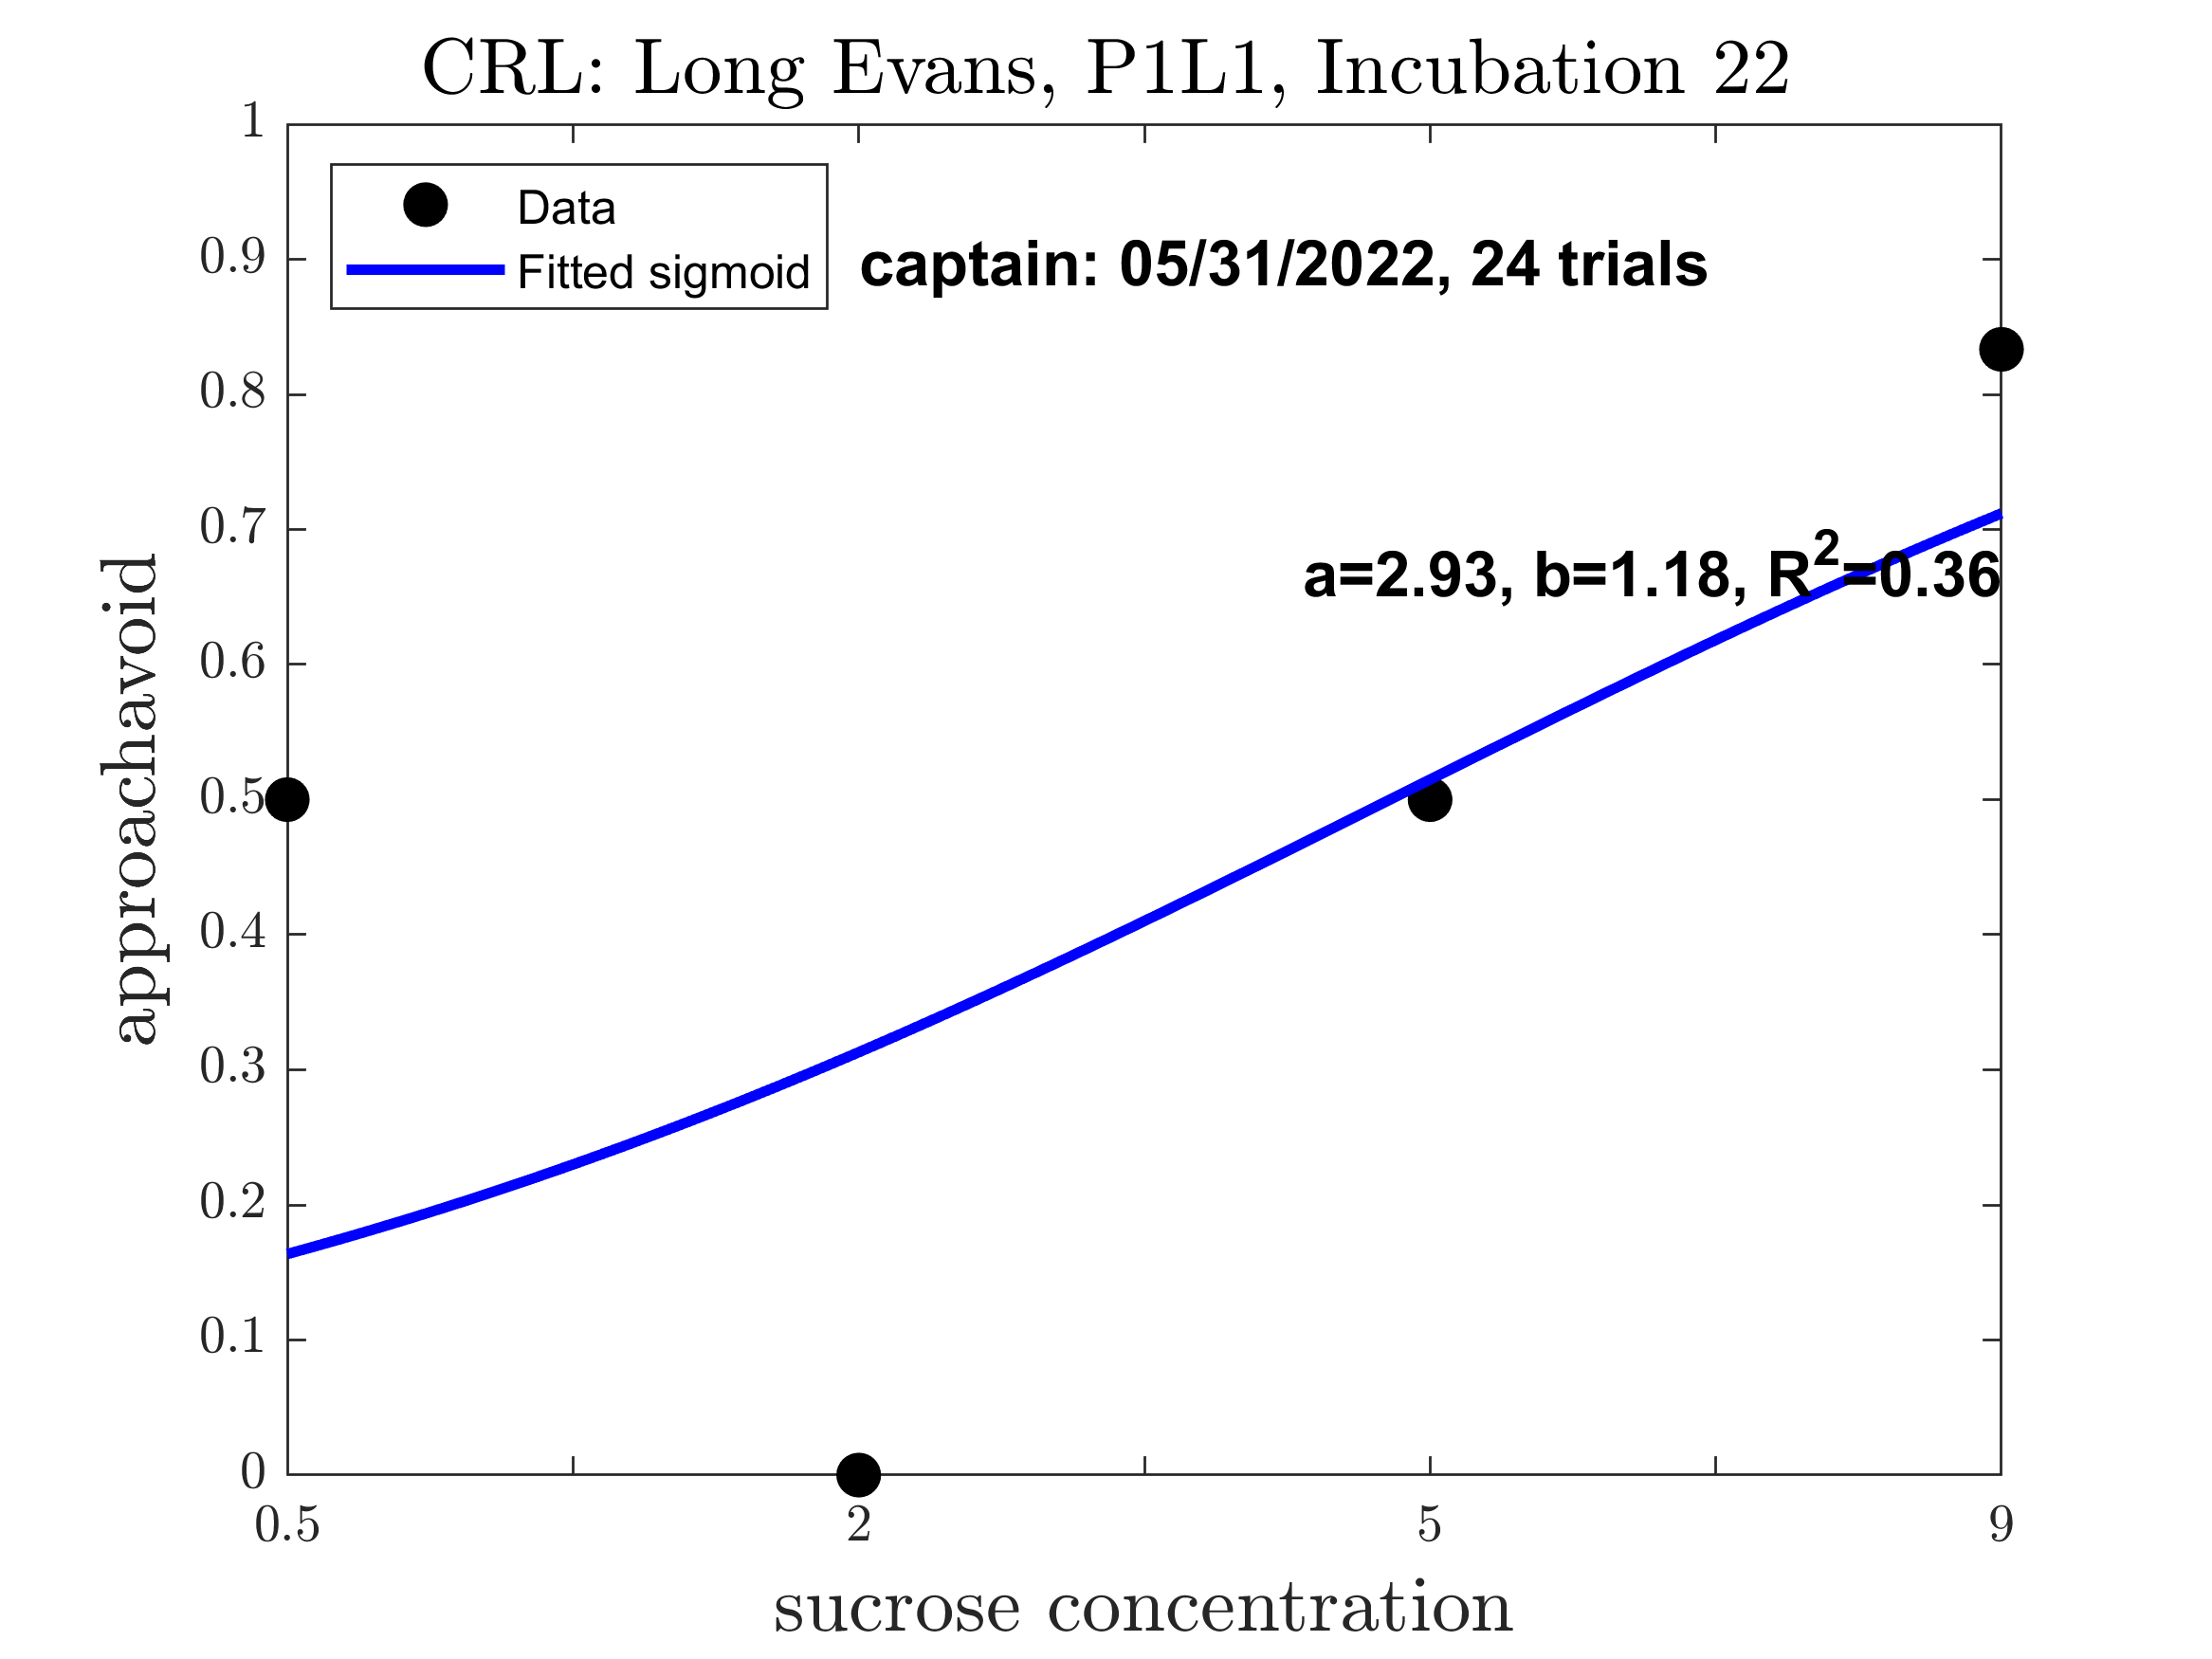 CRL: Long Evans, P1L1, Incubation 22
1
Data
Fitted sigmoid
captain: 05/31/2022, 24 trials
0.9
0.8
0.7
a=2.93, b=1.18, R²=0.36
0.6
0.5
0.4
0.3
0.2
0.1
0
approachavoid
0.5 2 5 9
sucrose concentration